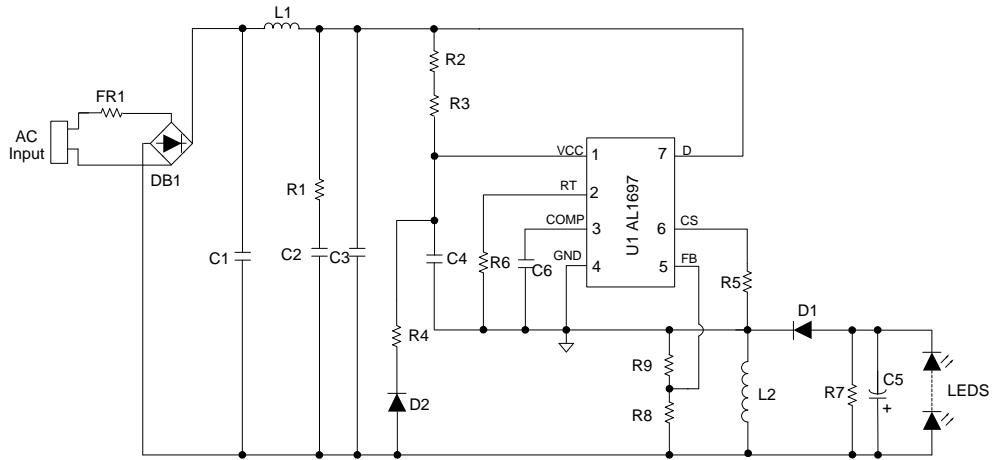 L1
R2
FR1
R3
AC
Input
DB1
VCC
1
7
D
RT
2
R1
U1 AL1697
COMP
3
6
CS
C1
C2
C3
C4
R6
C6
GND
4
5
FB
R5
D1
R4
R9
D2
R8
L2
R7
C5
+
LEDS